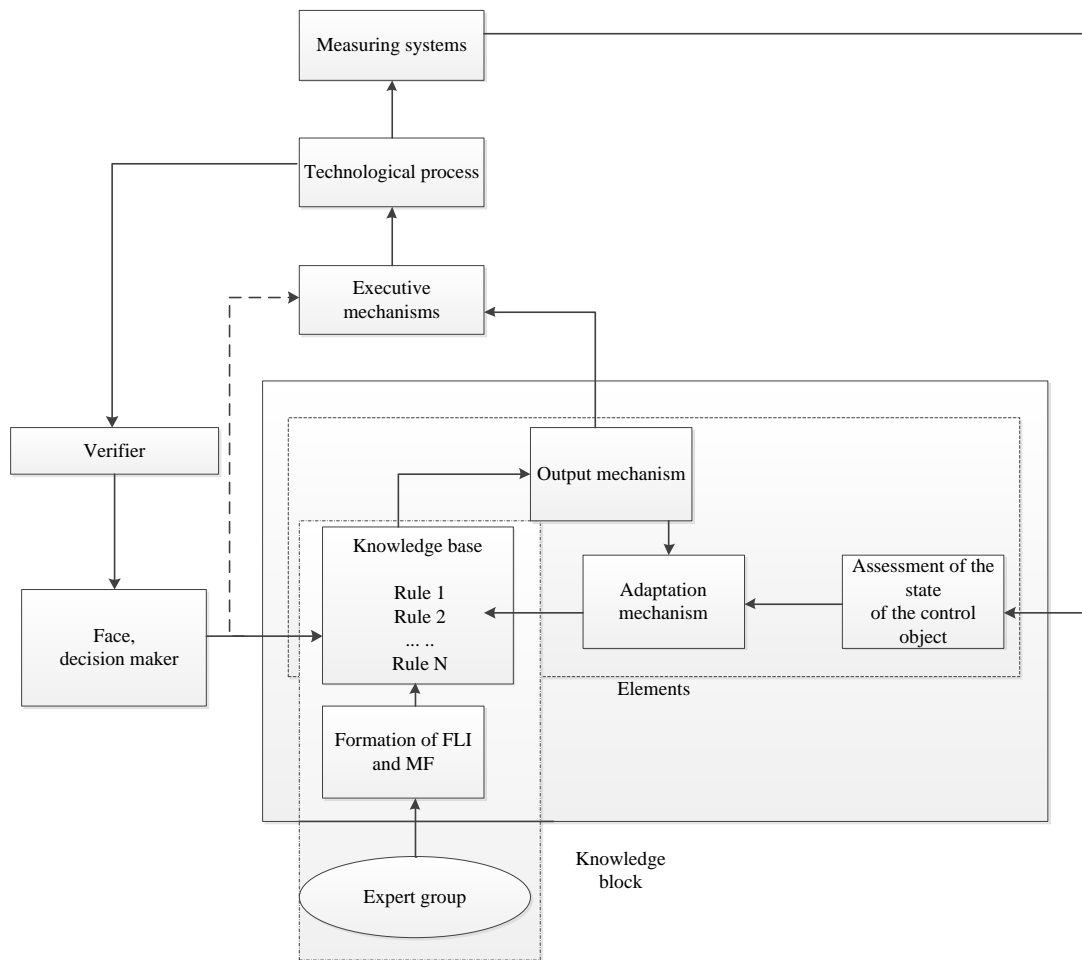 Measuring systems
Technological process
Executive
mechanisms
Verifier
Output mechanism
Knowledge base
Rule 1
Rule 2
... ..
Rule N
Adaptation
mechanism
Assessment of the
state
of the control
object
Face,
decision maker
Elements
Formation of FLI
and MF
Knowledge
block
Expert group